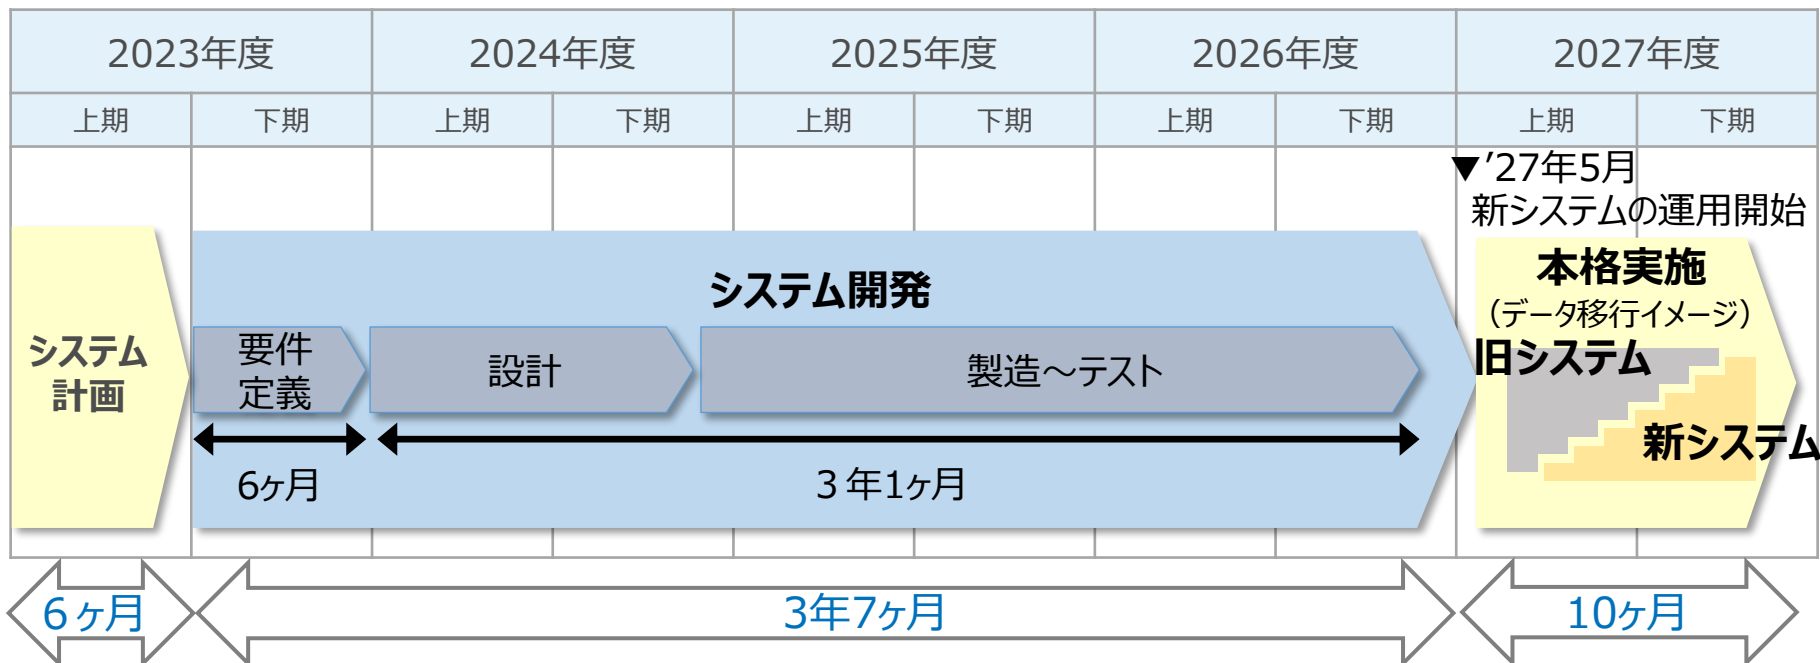 2023年度 2024年度 2025年度 2026年度 2027年度
上期 下期 上期 下期 上期 下期 上期 下期 上期 下期
▼’27年5月
新システムの運用開始
システム
計画
システム開発
要件
定義
設計
製造～テスト
6ヶ月
３年1ヶ月
本格実施
（データ移行イメージ）
旧システム
新システム
６ヶ月
3年7ヶ月
10ヶ月